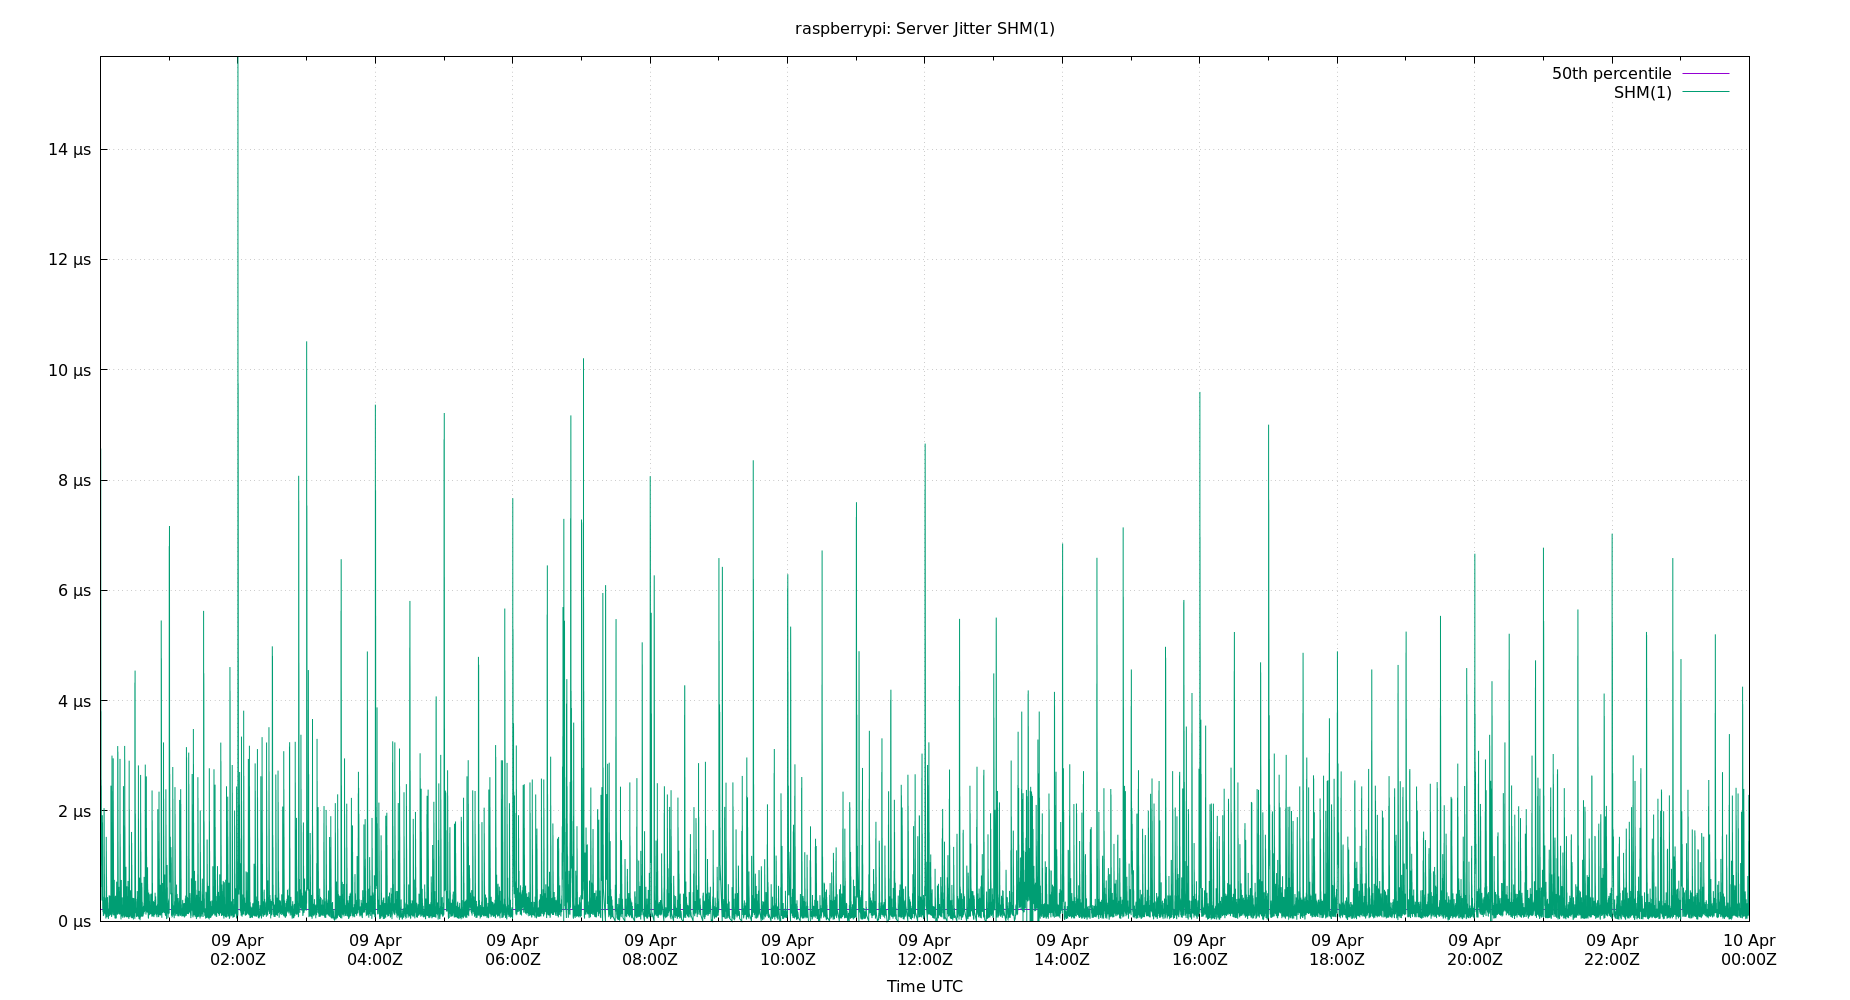 raspberrypi: Server Jitter SHM(1)
50th percentile
SHM(1)
14 µs
12 µs
10 µs
8 µs
6 µs
4 µs
2 µs
0 µs
09 Apr 09 Apr 09 Apr 09 Apr 09 Apr 09 Apr 09 Apr 09 Apr 09 Apr 09 Apr 09 Apr 10 Apr
02:00Z 04:00Z 06:00Z 08:00Z 10:00Z 12:00Z 14:00Z 16:00Z 18:00Z 20:00Z 22:00Z 00:00Z
Time UTC